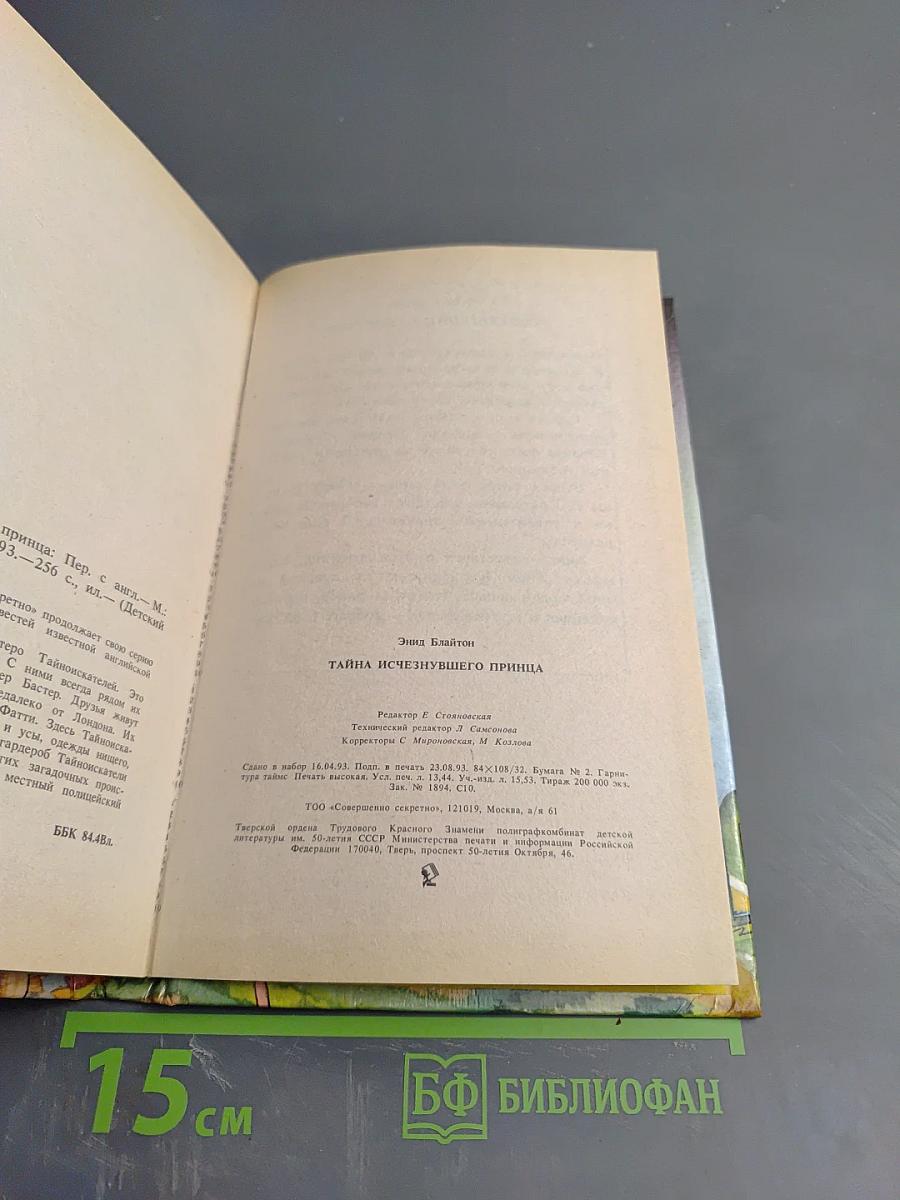 принца: Пер. с англ.— М.:
93.—256 с., ил.— (Детский
кретно» продолжает свою серию
вестей известной английской
теро Тайноискателей. Это
С ними всегда рядом их
ер Бастер. Друзья живут
едалеко от Лондона. Их
Фатти. Здесь Тайноиска-
и усы, одежды нищего,
гардероб Тайноискатели
гих загадочных проис-
местный полицейский
ББК 84.4Вл.
Энид Блайтон
ТАЙНА ИСЧЕЗНУВШЕГО ПРИНЦА
Редактор Е Стояновская
Технический редактор Л Самсонова
Корректоры С Мироновская, М Козлова
Сдано в набор 16.04.93. Подп. в печать 23.08.93. 84×108/32. Бумага № 2. Гарни-
тура таймс Печать высокая. Усл. печ. л. 13,44. Уч.-изд. л. 15,53. Тираж 200 000 экз.
Зак. № 1894, С10.
ТОО «Совершенно секретно», 121019, Москва, а/я 61
Тверской ордена Трудового Красного Знамени полиграфкомбинат детской
литературы им. 50-летия СССР Министерства печати и информации Российской
Федерации 170040, Тверь, проспект 50-летия Октября, 46.
15 см
БФ БИБЛИОФАН